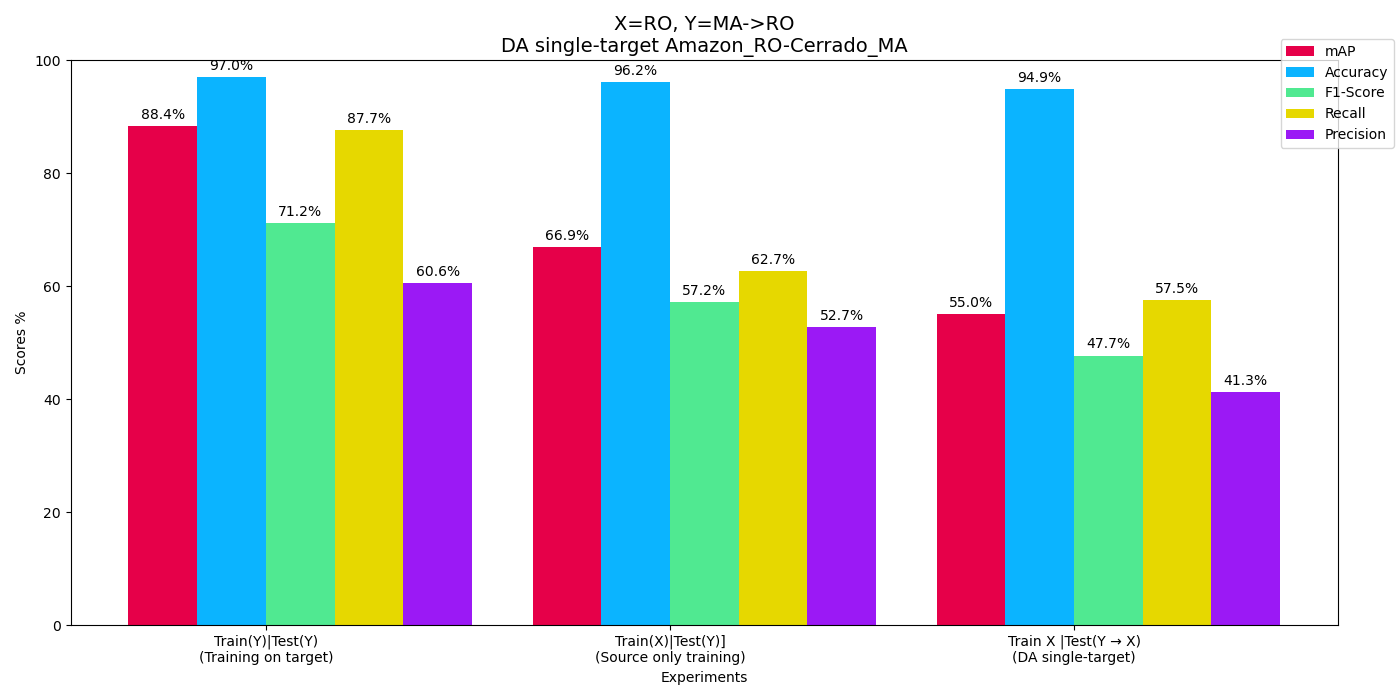 X=RO, Y=MA->RO
DA single-target Amazon_RO-Cerrado_MA
mAP
Accuracy
F1-Score
Recall
Precision
Scores %
100
80
60
40
20
0
88.4%
97.0%
71.2%
87.7%
60.6%
66.9%
96.2%
57.2%
62.7%
52.7%
55.0%
94.9%
47.7%
57.5%
41.3%
Train(Y)|Test(Y)
(Training on target)
Train(X)|Test(Y)]
(Source only training)
Train X |Test(Y → X)
(DA single-target)
Experiments